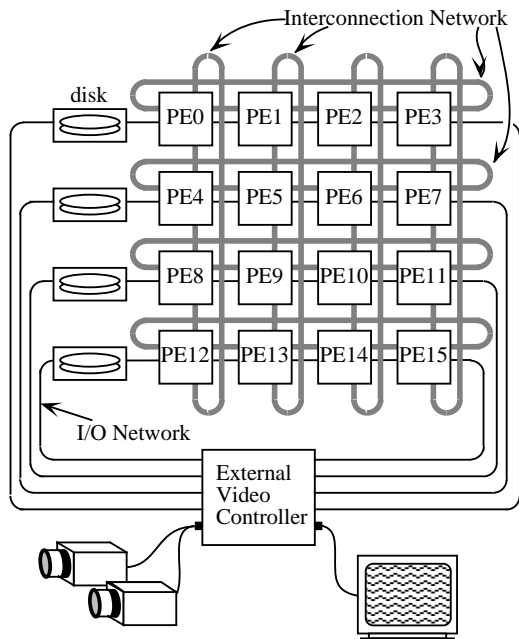 Interconnection Network
disk
PE0 PE1 PE2 PE3
PE4 PE5 PE6 PE7
PE8 PE9 PE10 PE11
PE12 PE13 PE14 PE15
I/O Network
External
Video
Controller